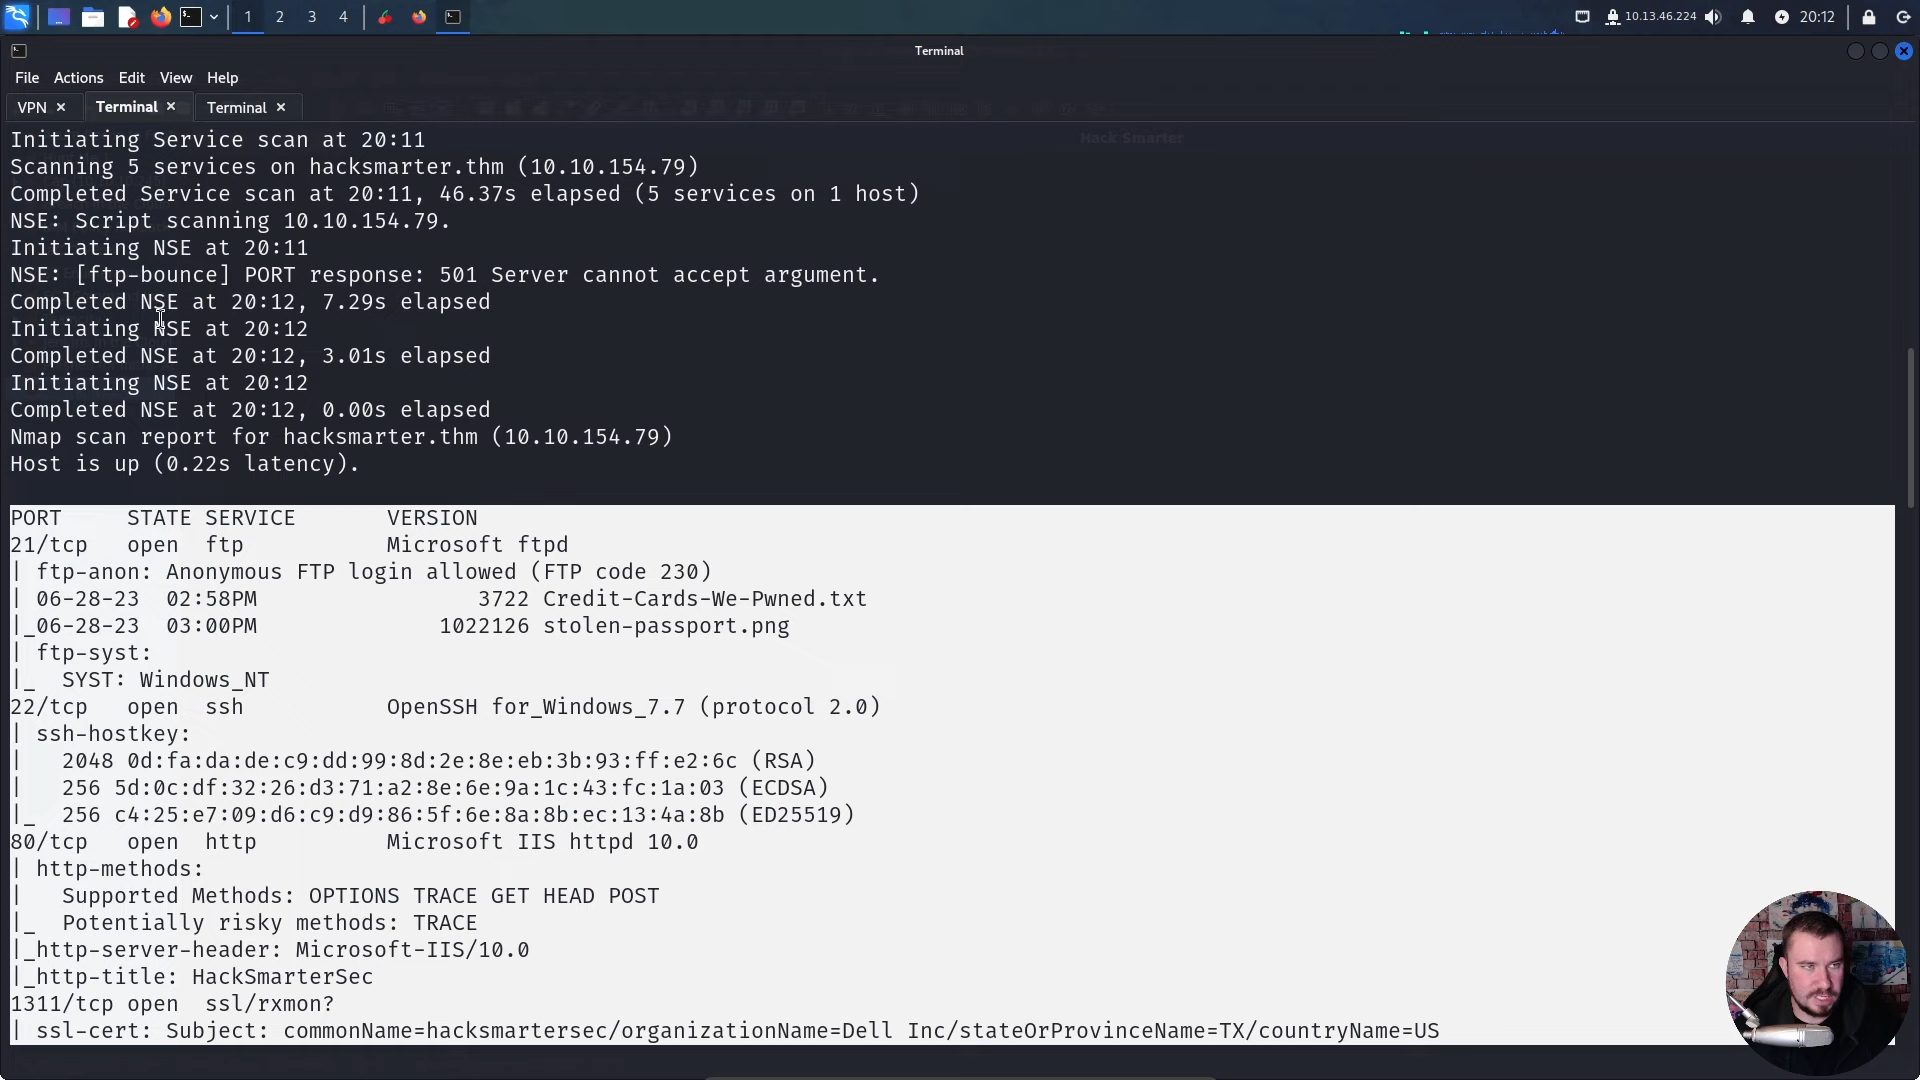 1 2 3 4
10.13.46.224
20:12
Terminal
File Actions Edit View Help
VPN × Terminal × Terminal ×
Hack Smarter
Initiating Service scan at 20:11
Scanning 5 services on hacksmarter.thm (10.10.154.79)
Completed Service scan at 20:11, 46.37s elapsed (5 services on 1 host)
NSE: Script scanning 10.10.154.79.
Initiating NSE at 20:11
NSE: [ftp-bounce] PORT response: 501 Server cannot accept argument.
Completed NSE at 20:12, 7.29s elapsed
Initiating NSE at 20:12
Completed NSE at 20:12, 3.01s elapsed
Initiating NSE at 20:12
Completed NSE at 20:12, 0.00s elapsed
Nmap scan report for hacksmarter.thm (10.10.154.79)
Host is up (0.22s latency).
PORT     STATE SERVICE       VERSION
21/tcp   open  ftp           Microsoft ftpd
| ftp-anon: Anonymous FTP login allowed (FTP code 230)
| 06-28-23  02:58PM                 3722 Credit-Cards-We-Pwned.txt
|_06-28-23  03:00PM              1022126 stolen-passport.png
| ftp-syst:
|_  SYST: Windows_NT
22/tcp   open  ssh           OpenSSH for_Windows_7.7 (protocol 2.0)
| ssh-hostkey:
|   2048 0d:fa:da:de:c9:dd:99:8d:2e:8e:eb:3b:93:ff:e2:6c (RSA)
|   256 5d:0c:df:32:26:d3:71:a2:8e:6e:9a:1c:43:fc:1a:03 (ECDSA)
|_  256 c4:25:e7:09:d6:c9:d9:86:5f:6e:8a:8b:ec:13:4a:8b (ED25519)
80/tcp   open  http          Microsoft IIS httpd 10.0
| http-methods:
|   Supported Methods: OPTIONS TRACE GET HEAD POST
|_  Potentially risky methods: TRACE
|_http-server-header: Microsoft-IIS/10.0
|_http-title: HackSmarterSec
1311/tcp open  ssl/rxmon?
| ssl-cert: Subject: commonName=hacksmartersec/organizationName=Dell Inc/stateOrProvinceName=TX/countryName=US